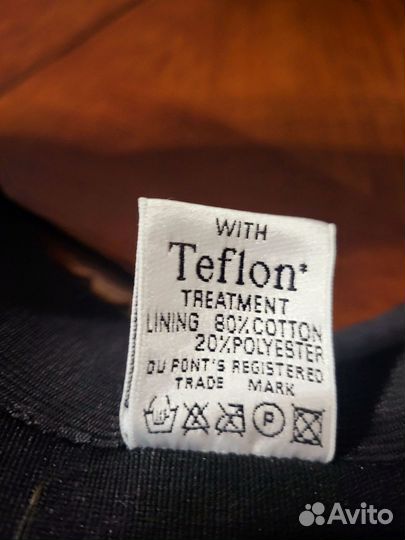 WITH
Teflon*
TREATMENT
LINING 80%COTTON
20%POLYESTER
DU PONT'S REGISTERED
TRADE MARK
P
Avito